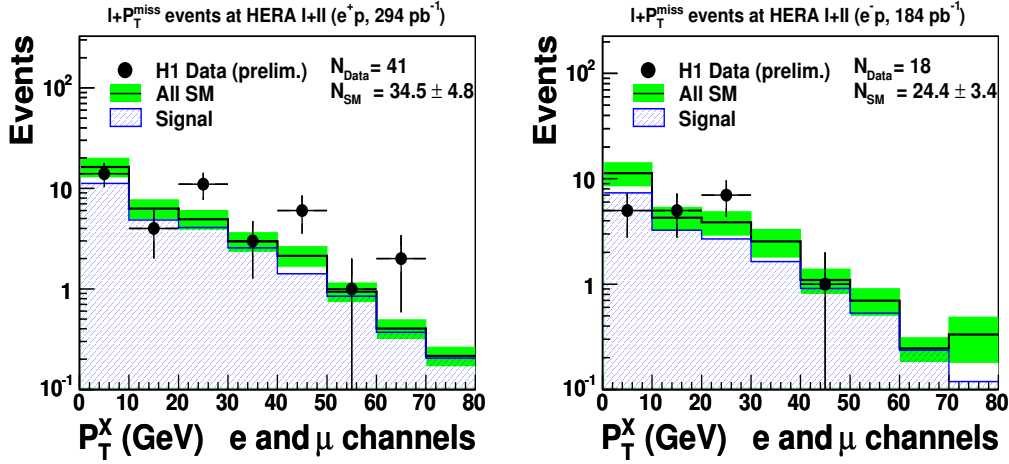 l+P_T^miss events at HERA I+II (e⁺p, 294 pb⁻¹)
Events
10²
10
1
10⁻¹
H1 Data (prelim.)
All SM
Signal
N_Data = 41
N_SM = 34.5 ± 4.8
0 10 20 30 40 50 60 70 80
P_T^X (GeV) e and μ channels
l+P_T^miss events at HERA I+II (e⁻p, 184 pb⁻¹)
Events
10²
10
1
10⁻¹
H1 Data (prelim.)
All SM
Signal
N_Data = 18
N_SM = 24.4 ± 3.4
0 10 20 30 40 50 60 70 80
P_T^X (GeV) e and μ channels